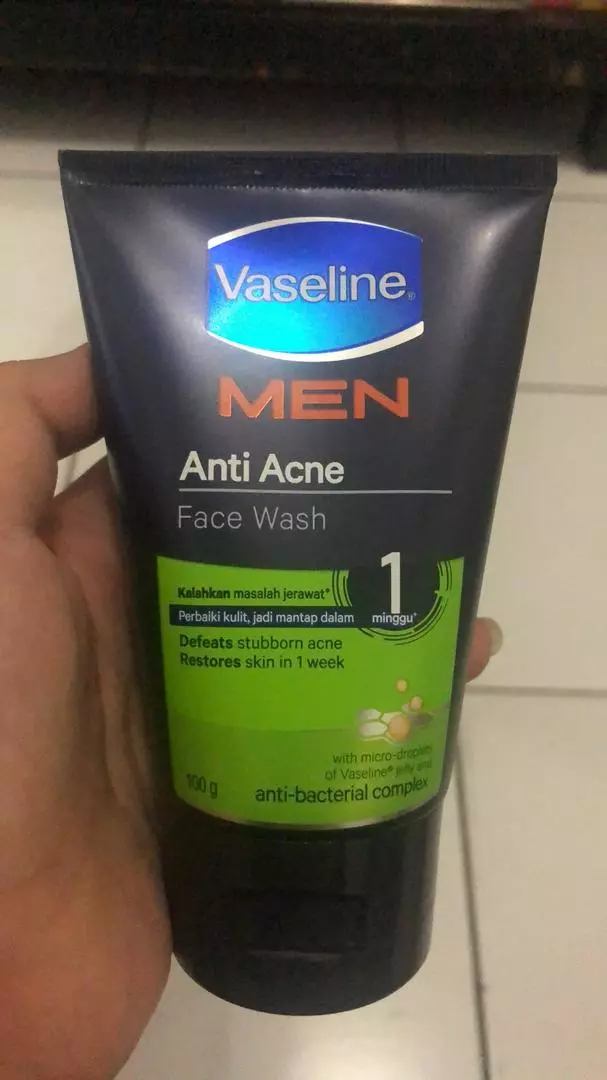 Vaseline®
MEN
Anti Acne
Face Wash
Kalahkan masalah jerawat*
Perbaiki kulit, jadi mantap dalam 1 minggu*
Defeats stubborn acne
Restores skin in 1 week
with micro-droplets
of Vaseline® jelly and
anti-bacterial complex
100 g